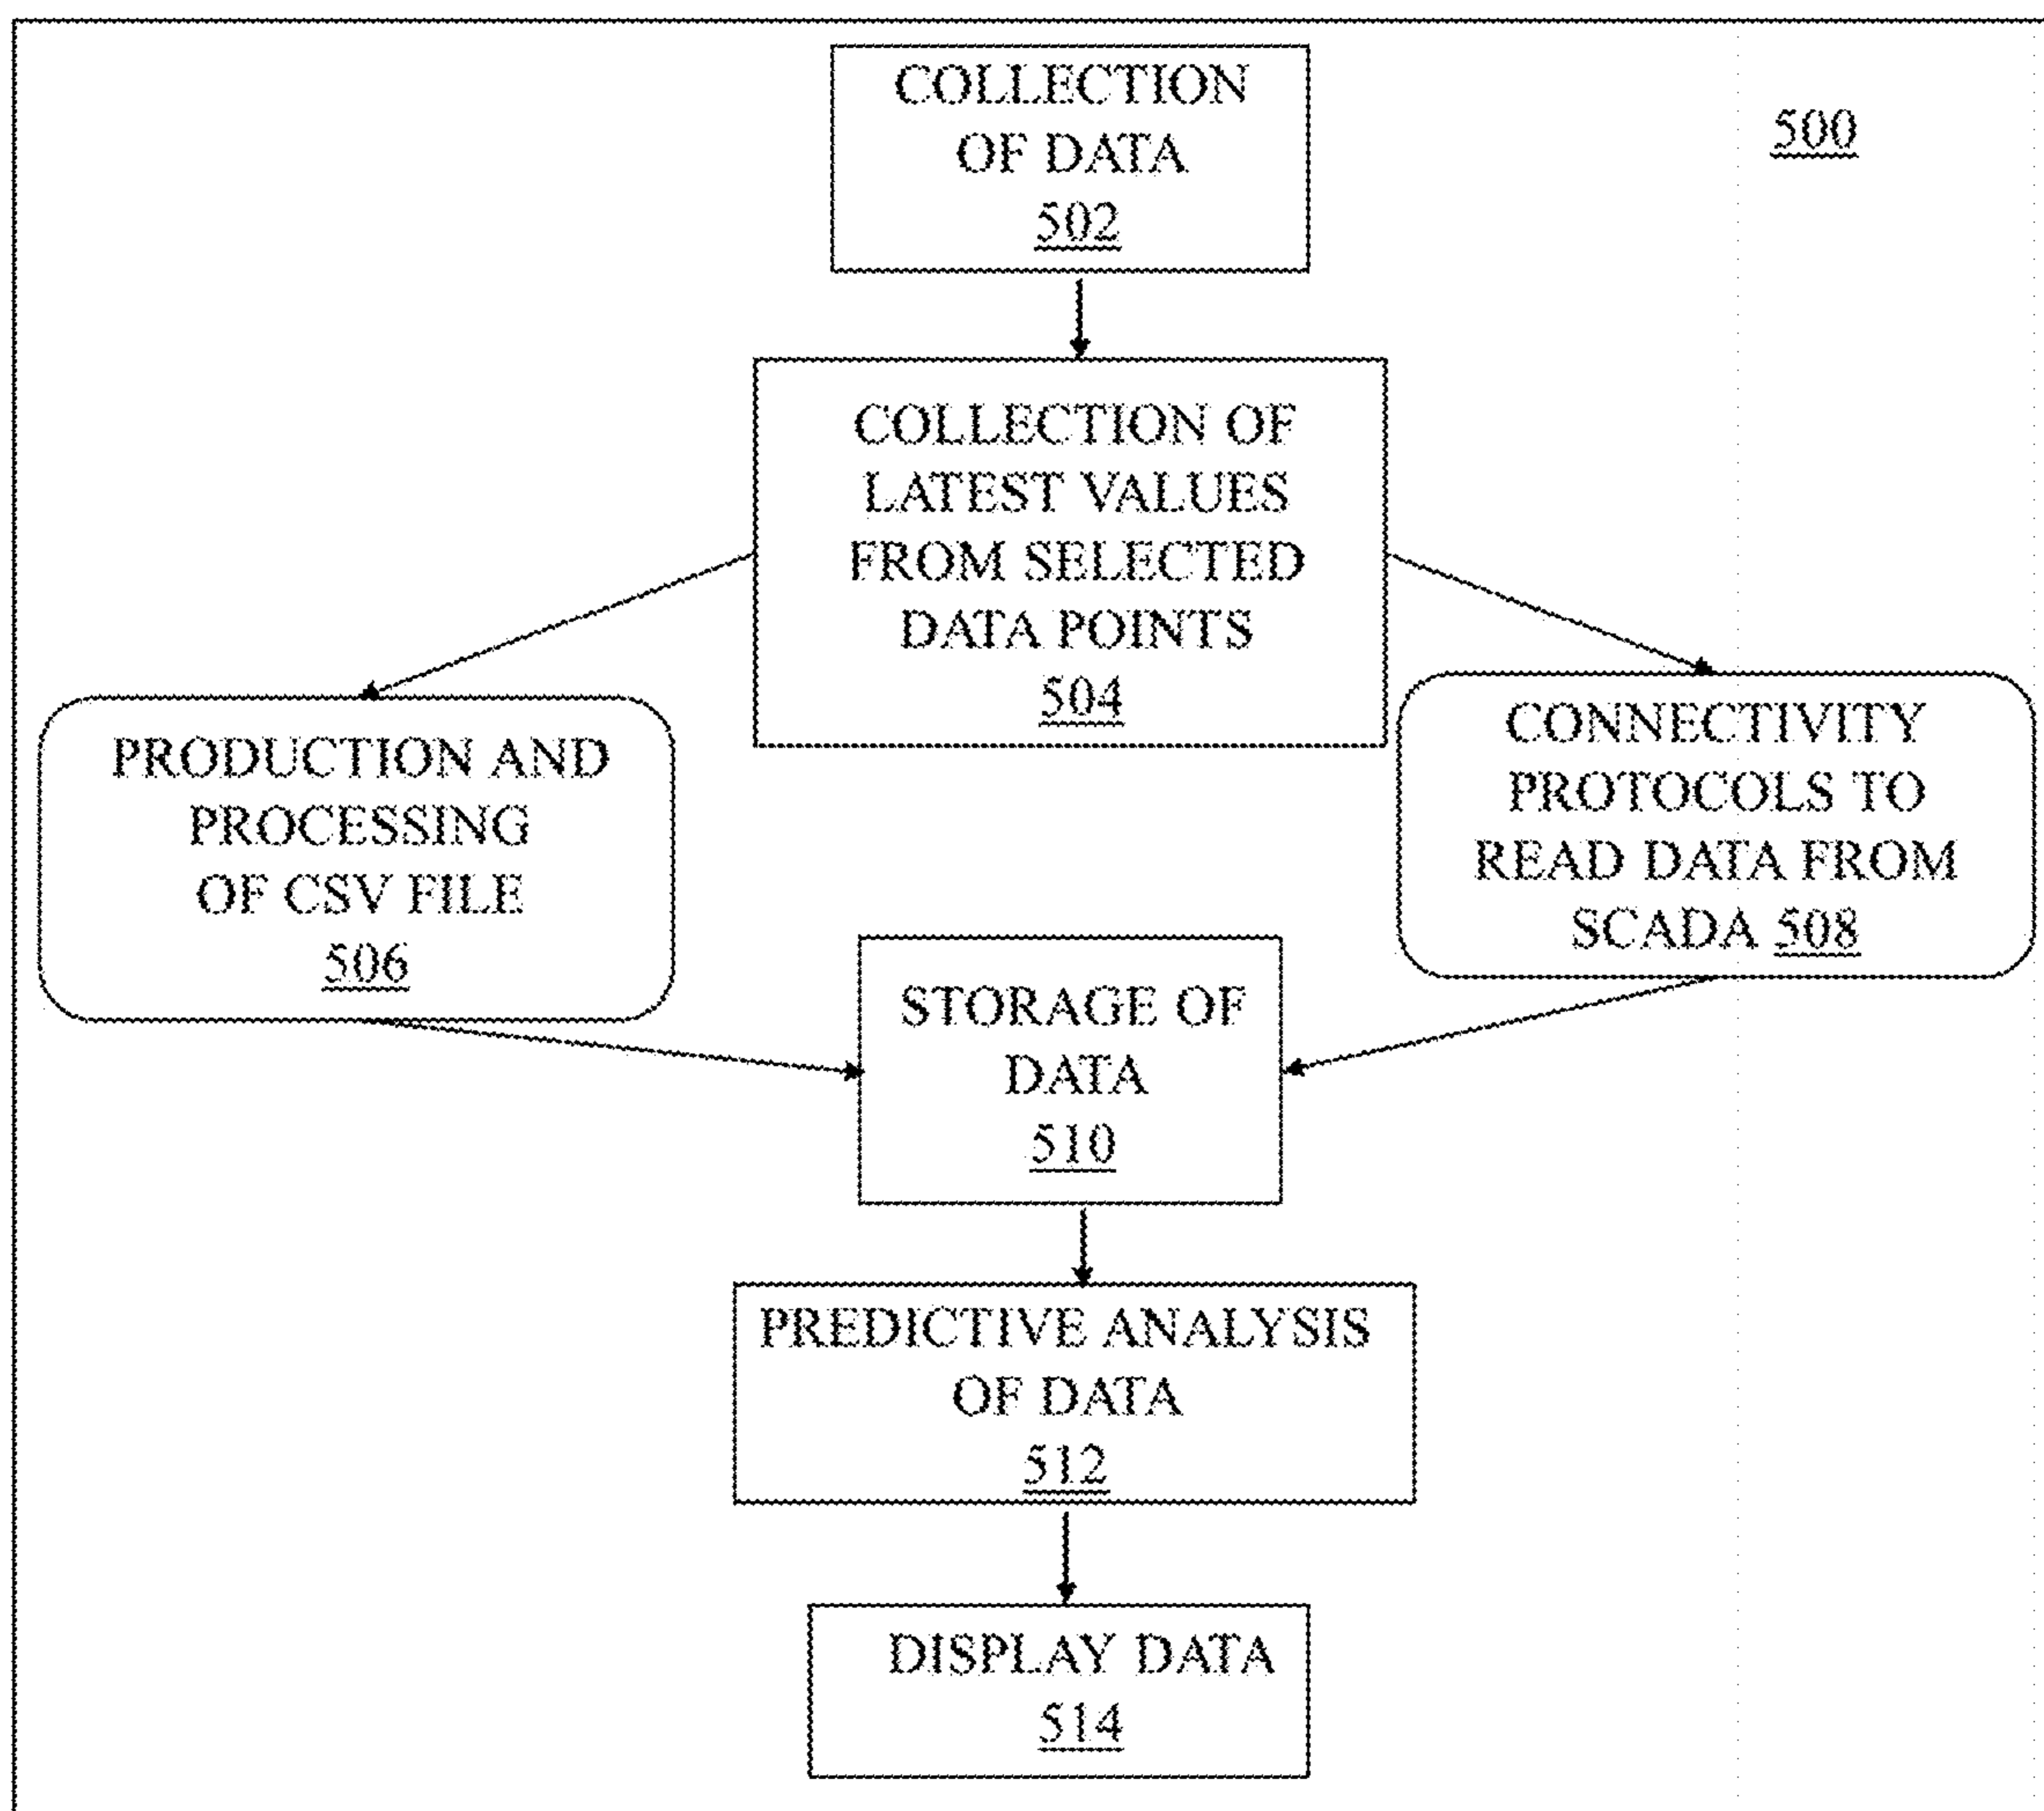 COLLECTION
OF DATA
502
500
COLLECTION OF
LATEST VALUES
FROM SELECTED
DATA POINTS
504
PRODUCTION AND
PROCESSING
OF CSV FILE
506
CONNECTIVITY
PROTOCOLS TO
READ DATA FROM
SCADA 508
STORAGE OF
DATA
510
PREDICTIVE ANALYSIS
OF DATA
512
DISPLAY DATA
514